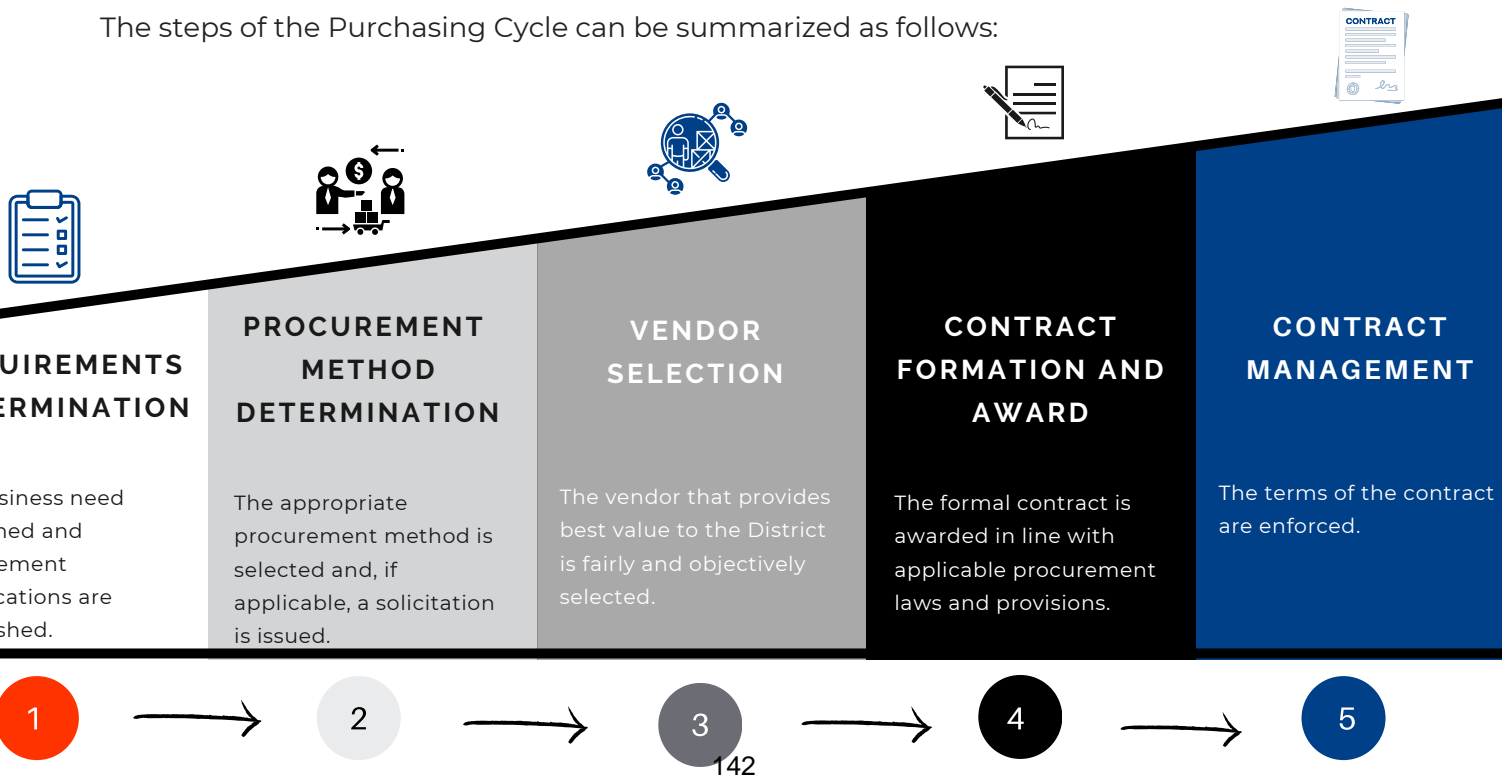 The steps of the Purchasing Cycle can be summarized as follows:
CONTRACT
UIREMENTS
ERMINATION
siness need
ned and
ement
cations are
shed.
PROCUREMENT
METHOD
DETERMINATION
The appropriate
procurement method is
selected and, if
applicable, a solicitation
is issued.
VENDOR
SELECTION
The vendor that provides
best value to the District
is fairly and objectively
selected.
CONTRACT
FORMATION AND
AWARD
The formal contract is
awarded in line with
applicable procurement
laws and provisions.
CONTRACT
MANAGEMENT
The terms of the contract
are enforced.
1
2
3
4
5
142